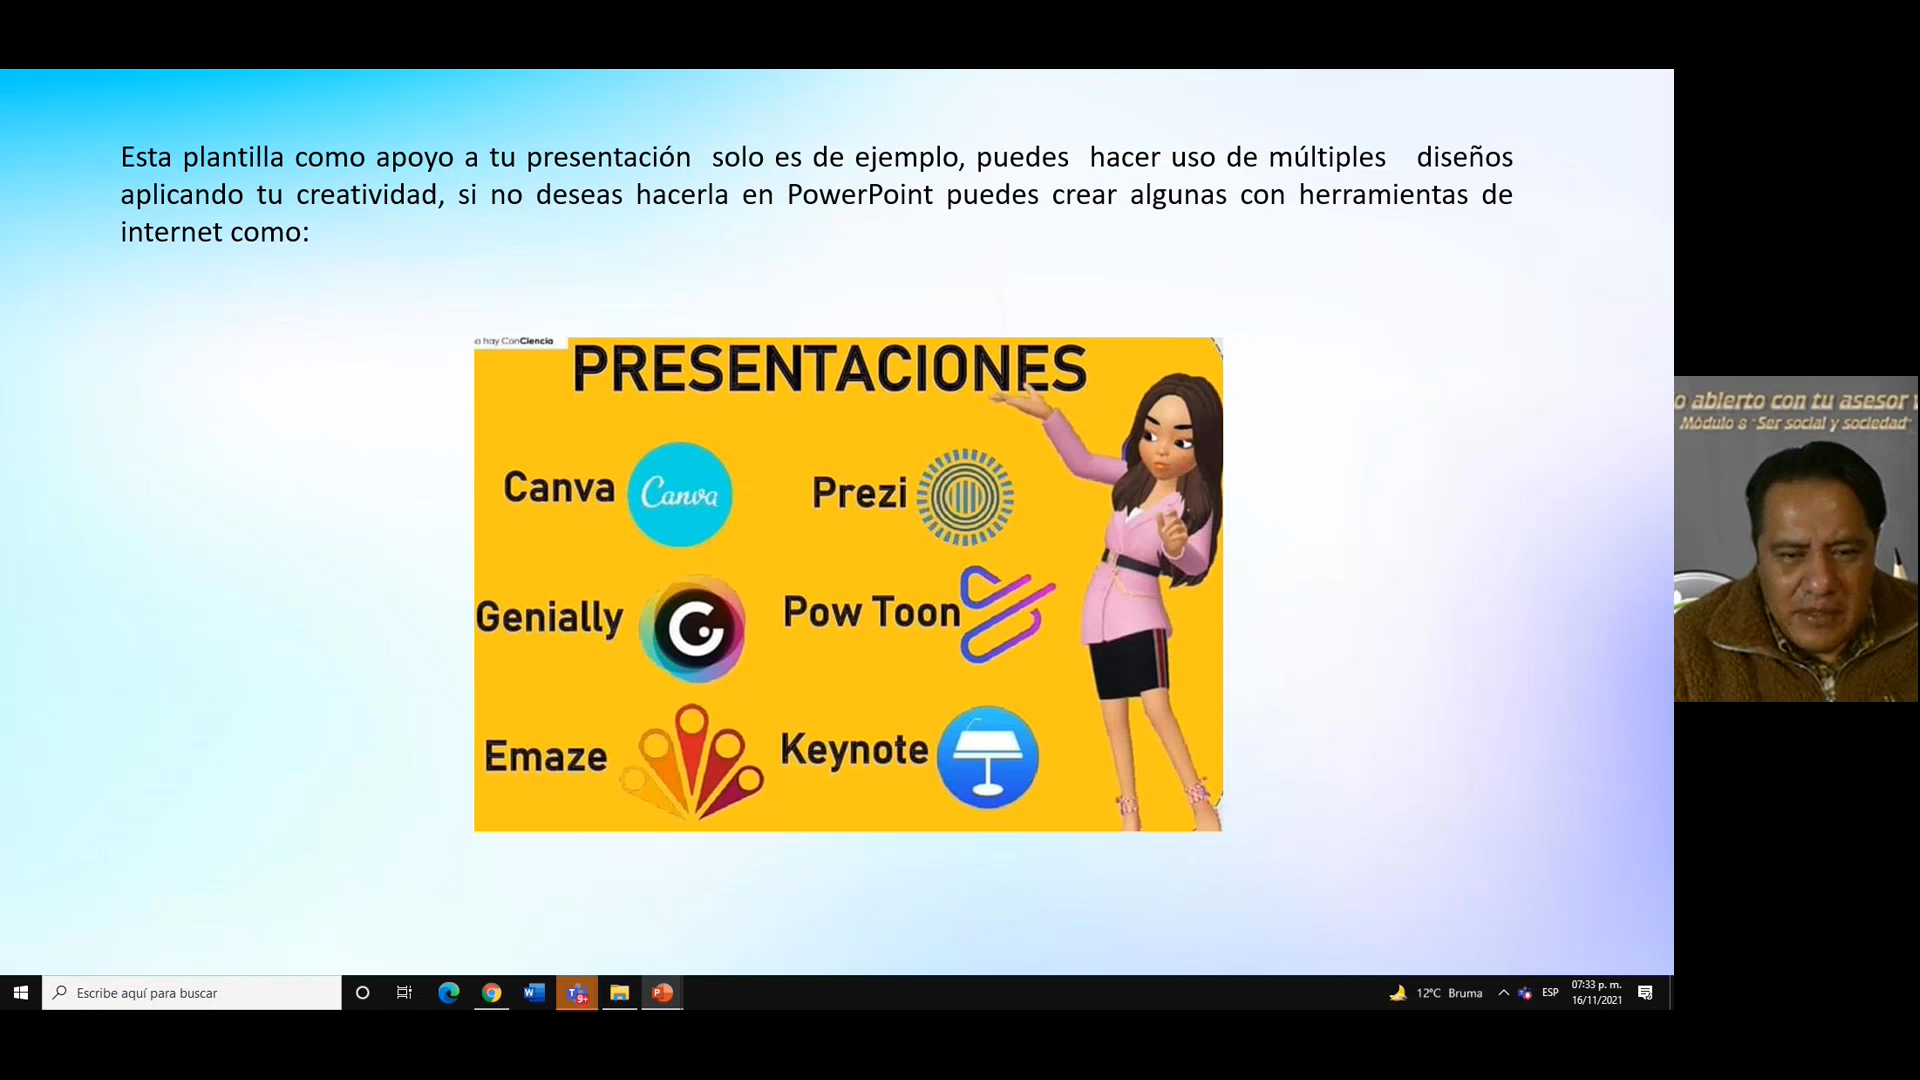 Esta plantilla como apoyo a tu presentación solo es de ejemplo, puedes hacer uso de múltiples diseños
aplicando tu creatividad, si no deseas hacerla en PowerPoint puedes crear algunas con herramientas de
internet como:
a hay ConCiencia
PRESENTACIONES
Canva
Canva
Prezi
Genially
Pow Toon
Emaze
Keynote
o abierto con tu asesor
Módulo 8 "Ser social y sociedad"
Escribe aquí para buscar
9+
12°C Bruma
ESP
07:33 p. m.
16/11/2021